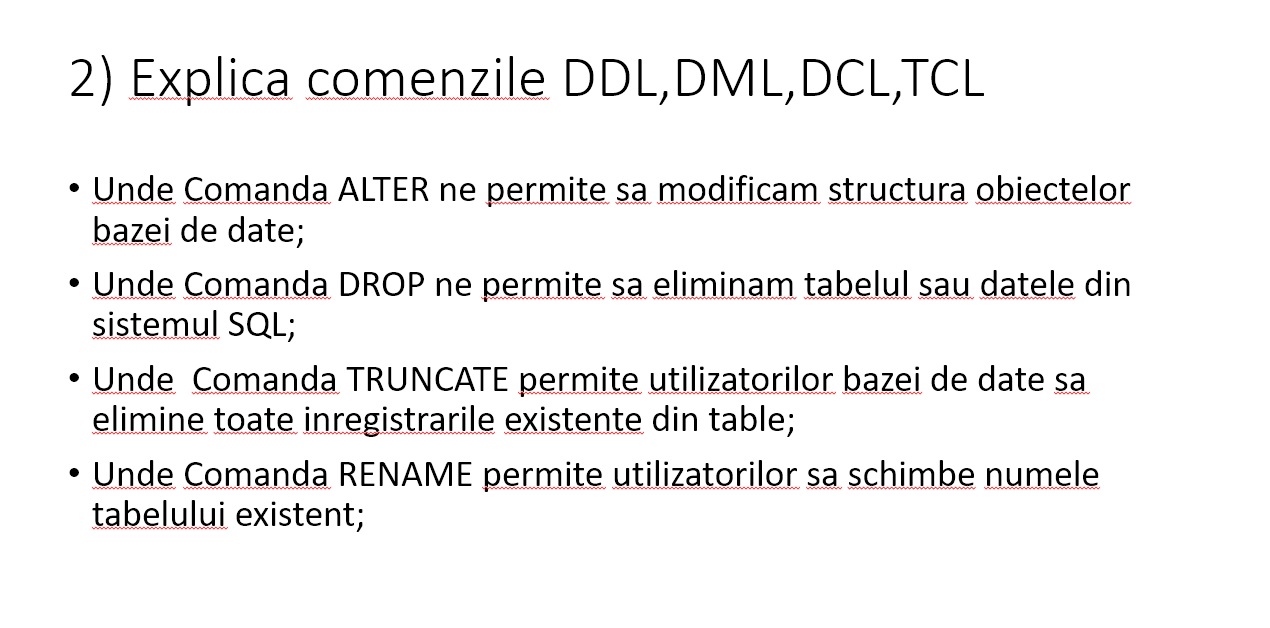 2) Explica comenzile DDL,DML,DCL,TCL
• Unde Comanda ALTER ne permite sa modificam structura obiectelor
bazei de date;
• Unde Comanda DROP ne permite sa eliminam tabelul sau datele din
sistemul SQL;
• Unde  Comanda TRUNCATE permite utilizatorilor bazei de date sa
elimine toate inregistrarile existente din table;
• Unde Comanda RENAME permite utilizatorilor sa schimbe numele
tabelului existent;